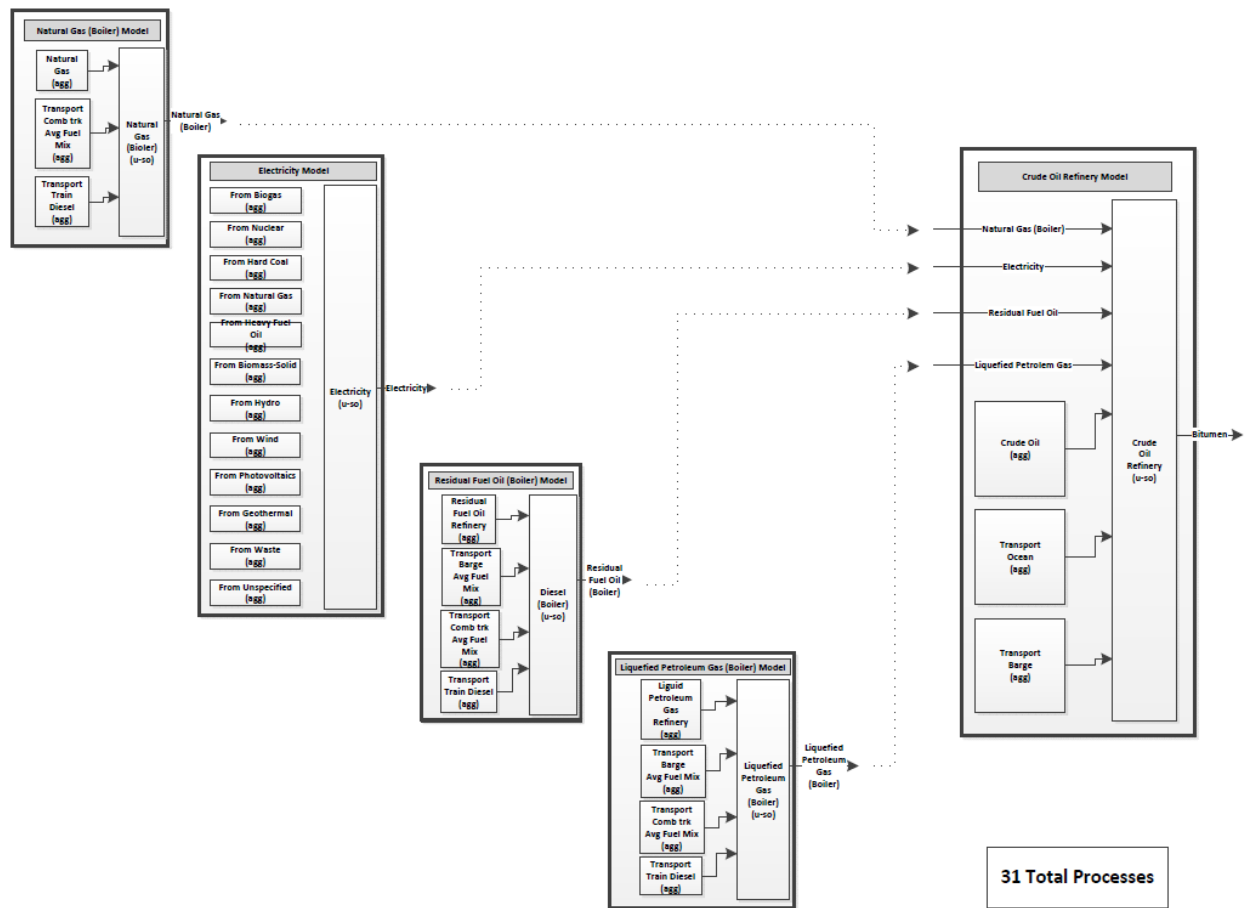 Natural Gas (Boiler) Model
Natural
Gas
(agg)
Transport
Comb trk
Avg Fuel
Mix
(agg)
Transport
Train
Diesel
(agg)
Natural
Gas
(Bioler)
(u-so)
Natural Gas
(Boiler)
Electricity Model
From Biogas
(agg)
From Nuclear
(agg)
From Hard Coal
(agg)
From Natural Gas
(agg)
From Heavy Fuel
Oil
(agg)
From Biomass-Solid
(agg)
From Hydro
(agg)
From Wind
(agg)
From Photovoltaics
(agg)
From Geothermal
(agg)
From Waste
(agg)
From Unspecified
(agg)
Electricity
(u-so)
Electricity
Residual Fuel Oil (Boiler) Model
Residual
Fuel Oil
Refinery
(agg)
Transport
Barge
Avg Fuel
Mix
(agg)
Transport
Comb trk
Avg Fuel
Mix
(agg)
Transport
Train Diesel
(agg)
Diesel
(Boiler)
(u-so)
Residual
Fuel Oil
(Boiler)
Liquefied Petroleum Gas (Boiler) Model
Liguid
Petroleum
Gas
Refinery
(agg)
Transport
Barge
Avg Fuel Mix
(agg)
Transport
Comb trk
Avg Fuel Mix
(agg)
Transport
Train Diesel
(agg)
Liquefied
Petroleum
Gas
(Boiler)
(u-so)
Liquefied
Petroleum
Gas
(Boiler)
Crude Oil Refinery Model
Natural Gas (Boiler)
Electricity
Residual Fuel Oil
Liquefied Petrolem Gas
Crude Oil
(agg)
Transport
Ocean
(agg)
Transport
Barge
(agg)
Crude
Oil
Refinery
(u-so)
Bitumen
31 Total Processes